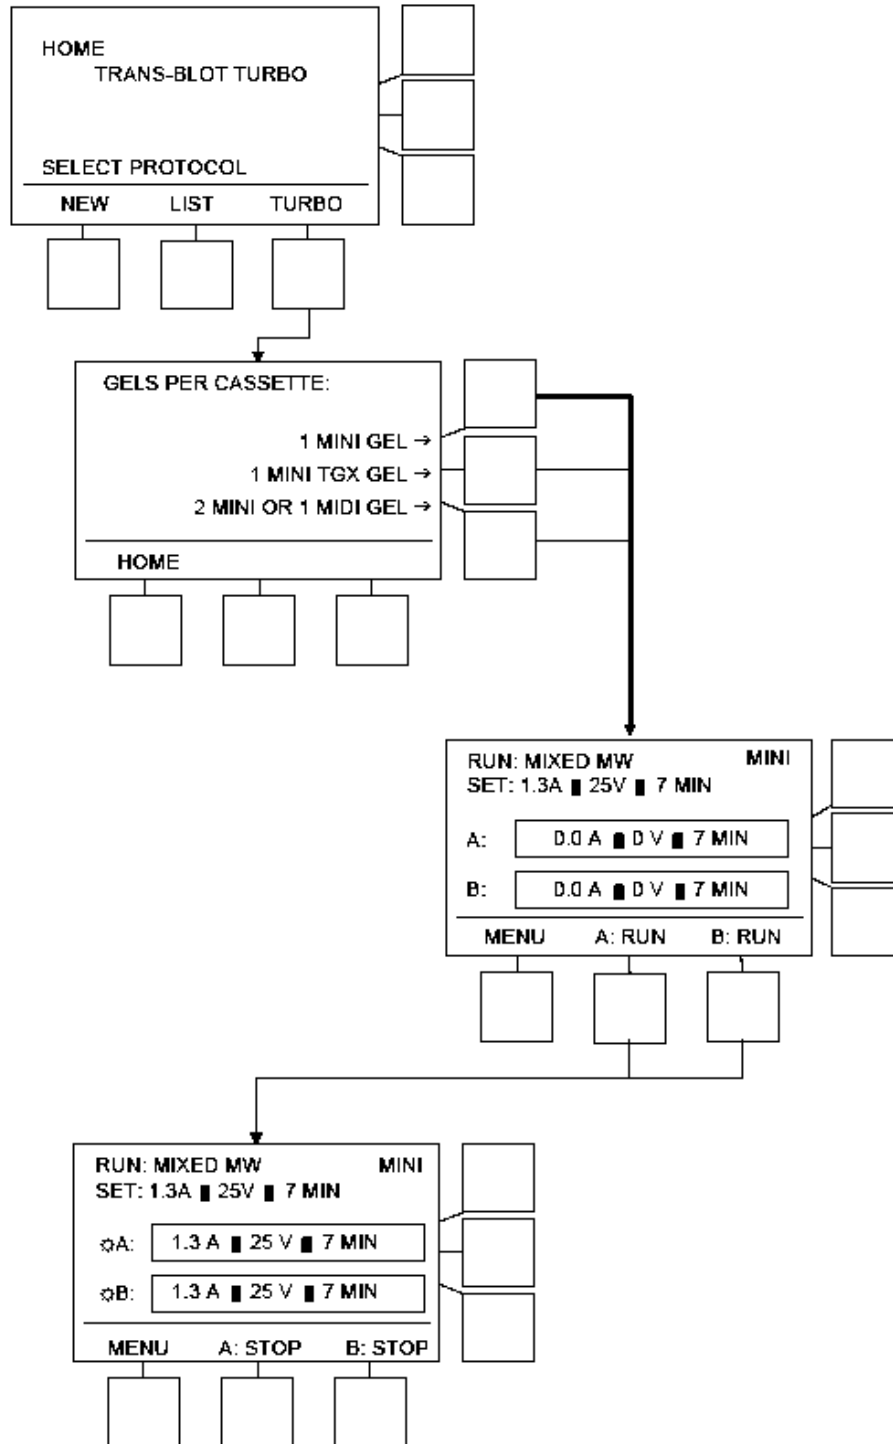 HOME
TRANS-BLOT TURBO
SELECT PROTOCOL
NEW LIST TURBO
GELS PER CASSETTE:
1 MINI GEL →
1 MINI TGX GEL →
2 MINI OR 1 MIDI GEL →
HOME
RUN: MIXED MW MINI
SET: 1.3A ▮ 25V ▮ 7 MIN
A: 0.0 A ▮ 0 V ▮ 7 MIN
B: 0.0 A ▮ 0 V ▮ 7 MIN
MENU A: RUN B: RUN
RUN: MIXED MW MINI
SET: 1.3A ▮ 25V ▮ 7 MIN
☼A: 1.3 A ▮ 25 V ▮ 7 MIN
☼B: 1.3 A ▮ 25 V ▮ 7 MIN
MENU A: STOP B: STOP